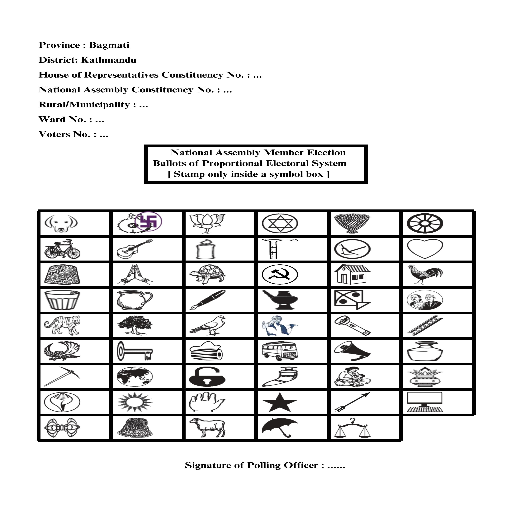 Province : Bagmati
District: Kathmandu
House of Representatives Constituency No. : ...
National Assembly Constituency No. : ...
Rural/Municipality : ...
Ward No. : ...
Voters No. : ...
National Assembly Member Election
Ballots of Proportional Electoral System
[ Stamp only inside a symbol box ]
Signature of Polling Officer : ......